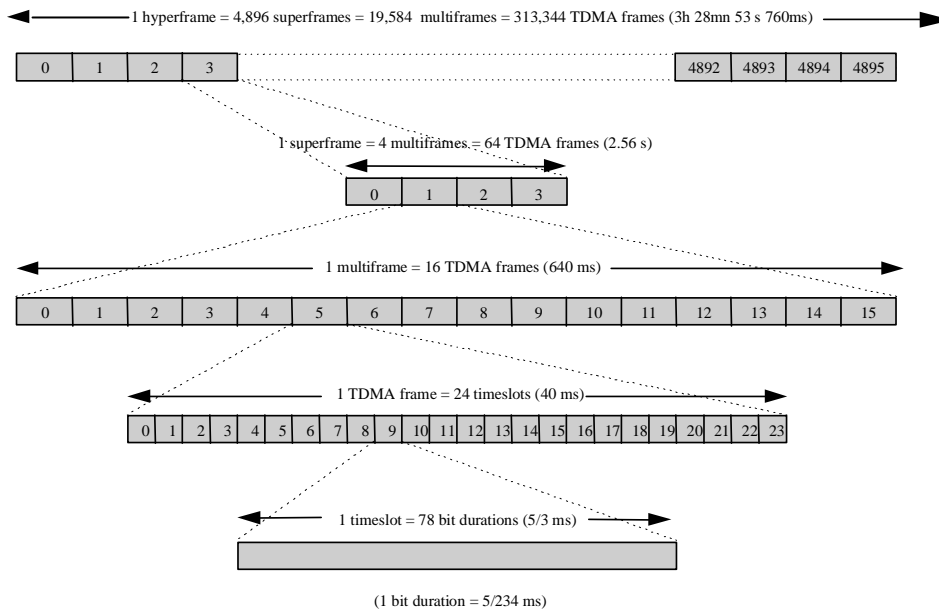 1 hyperframe = 4,896 superframes = 19,584 multiframes = 313,344 TDMA frames (3h 28mn 53 s 760ms)
0 1 2 3 4892 4893 4894 4895
1 superframe = 4 multiframes = 64 TDMA frames (2.56 s)
0 1 2 3
1 multiframe = 16 TDMA frames (640 ms)
0 1 2 3 4 5 6 7 8 9 10 11 12 13 14 15
1 TDMA frame = 24 timeslots (40 ms)
0 1 2 3 4 5 6 7 8 9 10 11 12 13 14 15 16 17 18 19 20 21 22 23
1 timeslot = 78 bit durations (5/3 ms)
(1 bit duration = 5/234 ms)